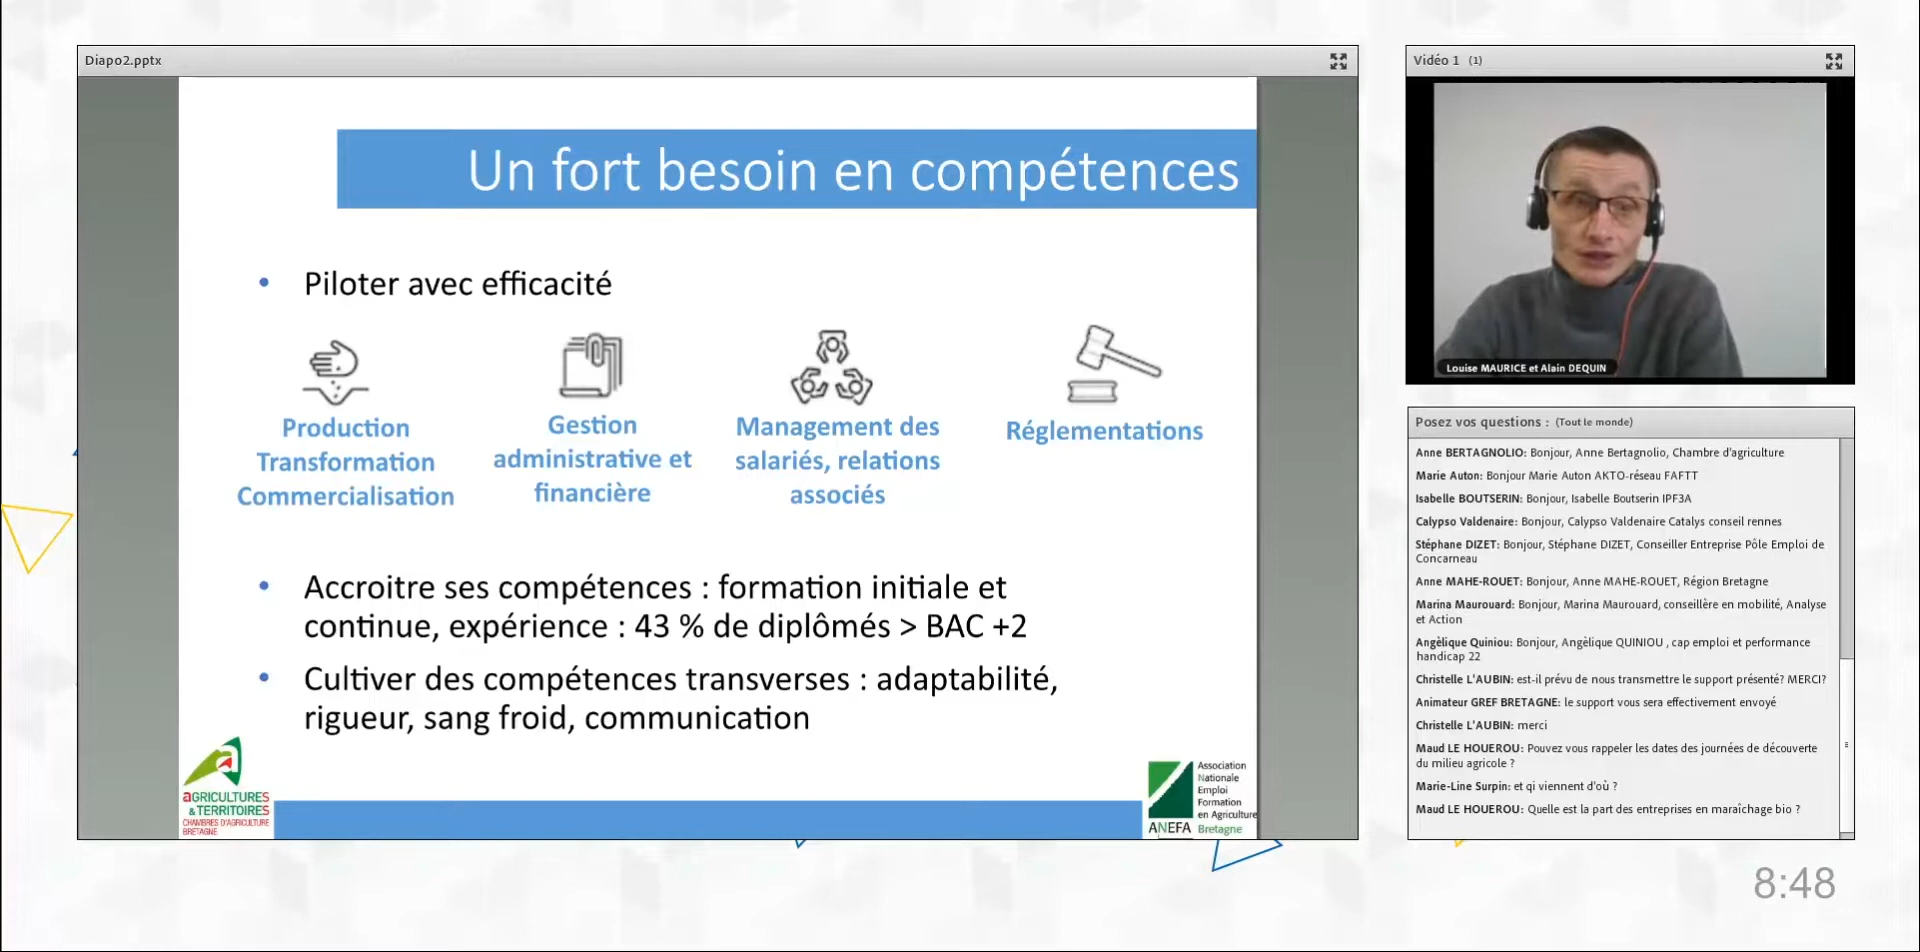 Diapo2.pptx
Un fort besoin en compétences
• Piloter avec efficacité
Production
Transformation
Commercialisation
Gestion
administrative et
financière
Management des
salariés, relations
associés
Réglementations
• Accroitre ses compétences : formation initiale et
continue, expérience : 43 % de diplômés > BAC +2
• Cultiver des compétences transverses : adaptabilité,
rigueur, sang froid, communication
aGRICULTURES
& TERRITOIRES
CHAMBRES D'AGRICULTURE
BRETAGNE
Association
Nationale
Emploi
Formation
en Agriculture
ANEFA Bretagne
Vidéo 1 (1)
Louise MAURICE et Alain DEQUIN
Posez vos questions : (Tout le monde)
Anne BERTAGNOLIO: Bonjour, Anne Bertagnolio, Chambre d'agriculture
Marie Auton: Bonjour Marie Auton AKTO-réseau FAFTT
Isabelle BOUTSERIN: Bonjour, Isabelle Boutserin IPF3A
Calypso Valdenaire: Bonjour, Calypso Valdenaire Catalys conseil rennes
Stéphane DIZET: Bonjour, Stéphane DIZET, Conseiller Entreprise Pôle Emploi de
Concarneau
Anne MAHE-ROUET: Bonjour, Anne MAHE-ROUET, Région Bretagne
Marina Maurouard: Bonjour, Marina Maurouard, conseillère en mobilité, Analyse
et Action
Angèlique Quiniou: Bonjour, Angèlique QUINIOU , cap emploi et performance
handicap 22
Christelle L'AUBIN: est-il prévu de nous transmettre le support présenté? MERCI?
Animateur GREF BRETAGNE: le support vous sera effectivement envoyé
Christelle L'AUBIN: merci
Maud LE HOUEROU: Pouvez vous rappeler les dates des journées de découverte
du milieu agricole ?
Marie-Line Surpin: et qi viennent d'où ?
Maud LE HOUEROU: Quelle est la part des entreprises en maraîchage bio ?
8:48